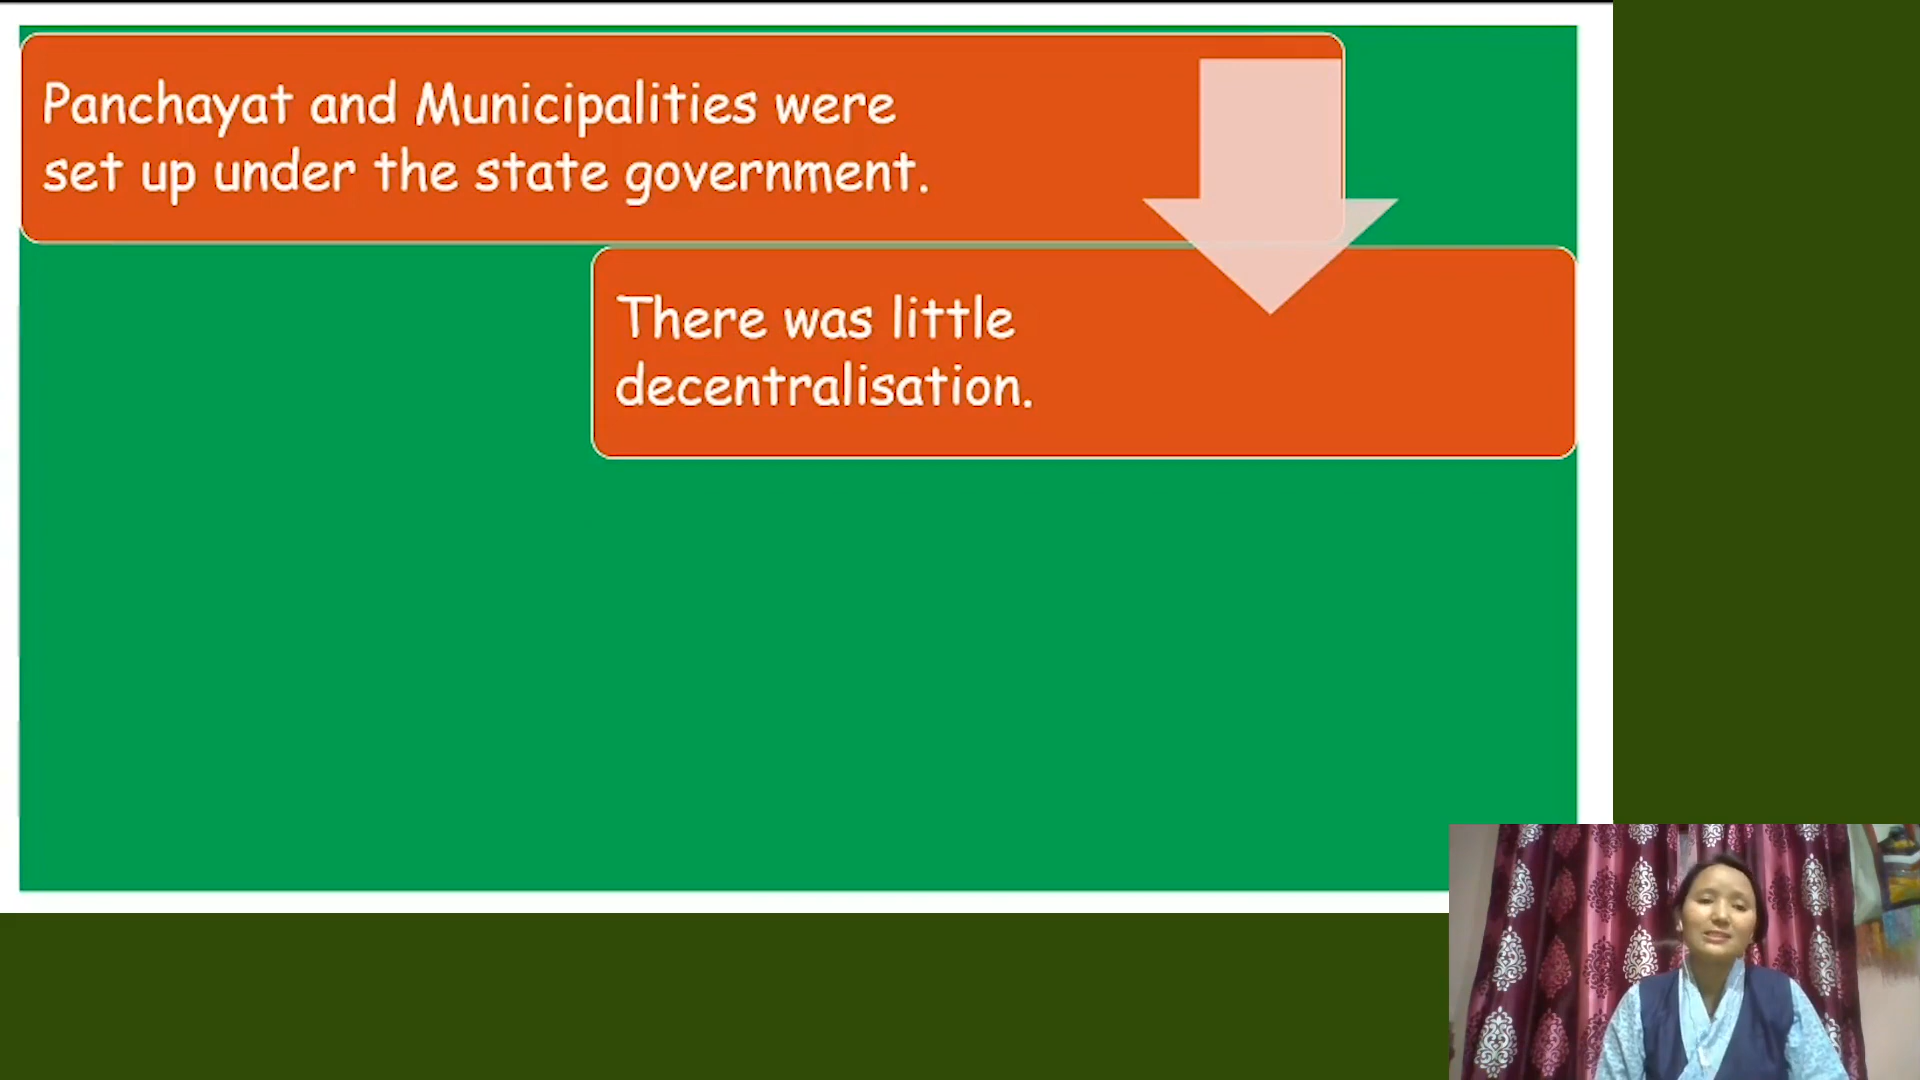 Panchayat and Municipalities were
set up under the state government.
There was little
decentralisation.